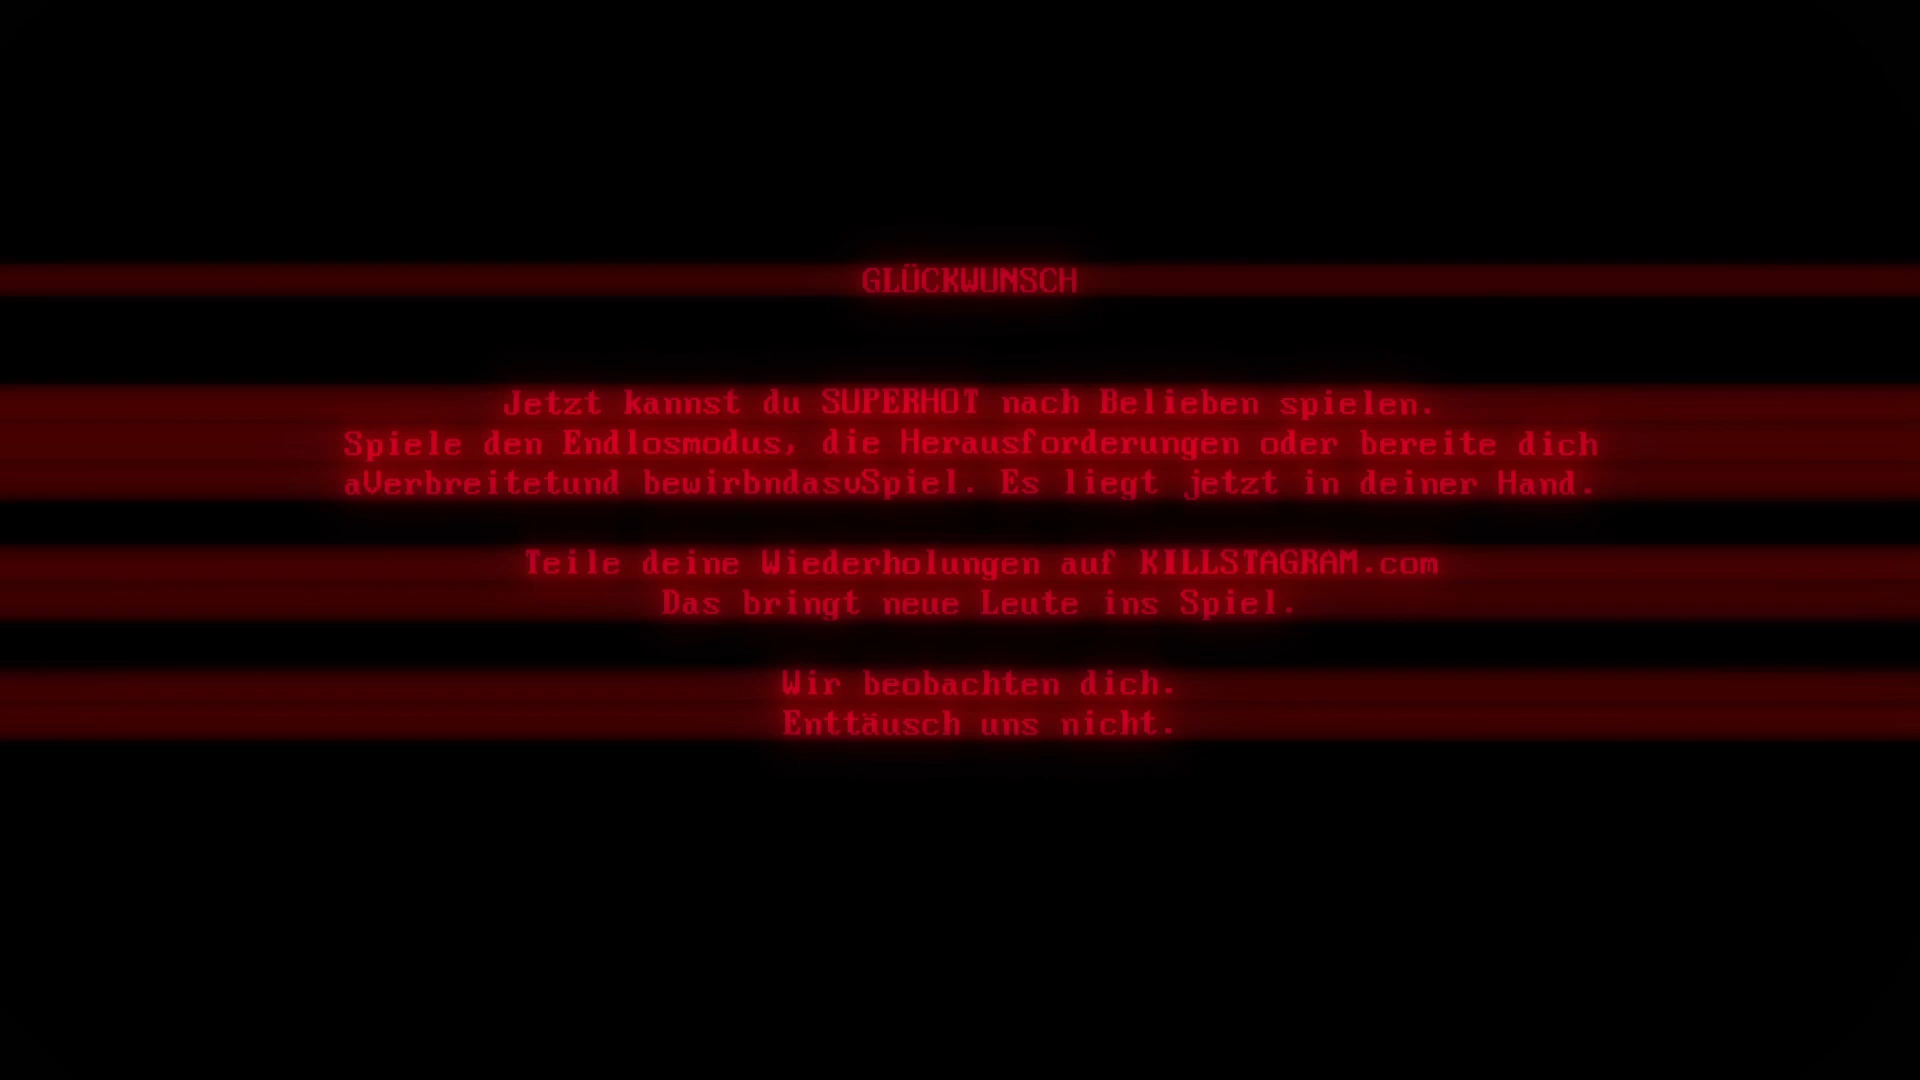 GLÜCKWUNSCH
Jetzt kannst du SUPERHOT nach Belieben spielen.
Spiele den Endlosmodus, die Herausforderungen oder bereite dich
aVerbreitetund bewirbndasvSpiel. Es liegt jetzt in deiner Hand.
Teile deine Wiederholungen auf KILLSTAGRAM.com
Das bringt neue Leute ins Spiel.
Wir beobachten dich.
Enttäusch uns nicht.